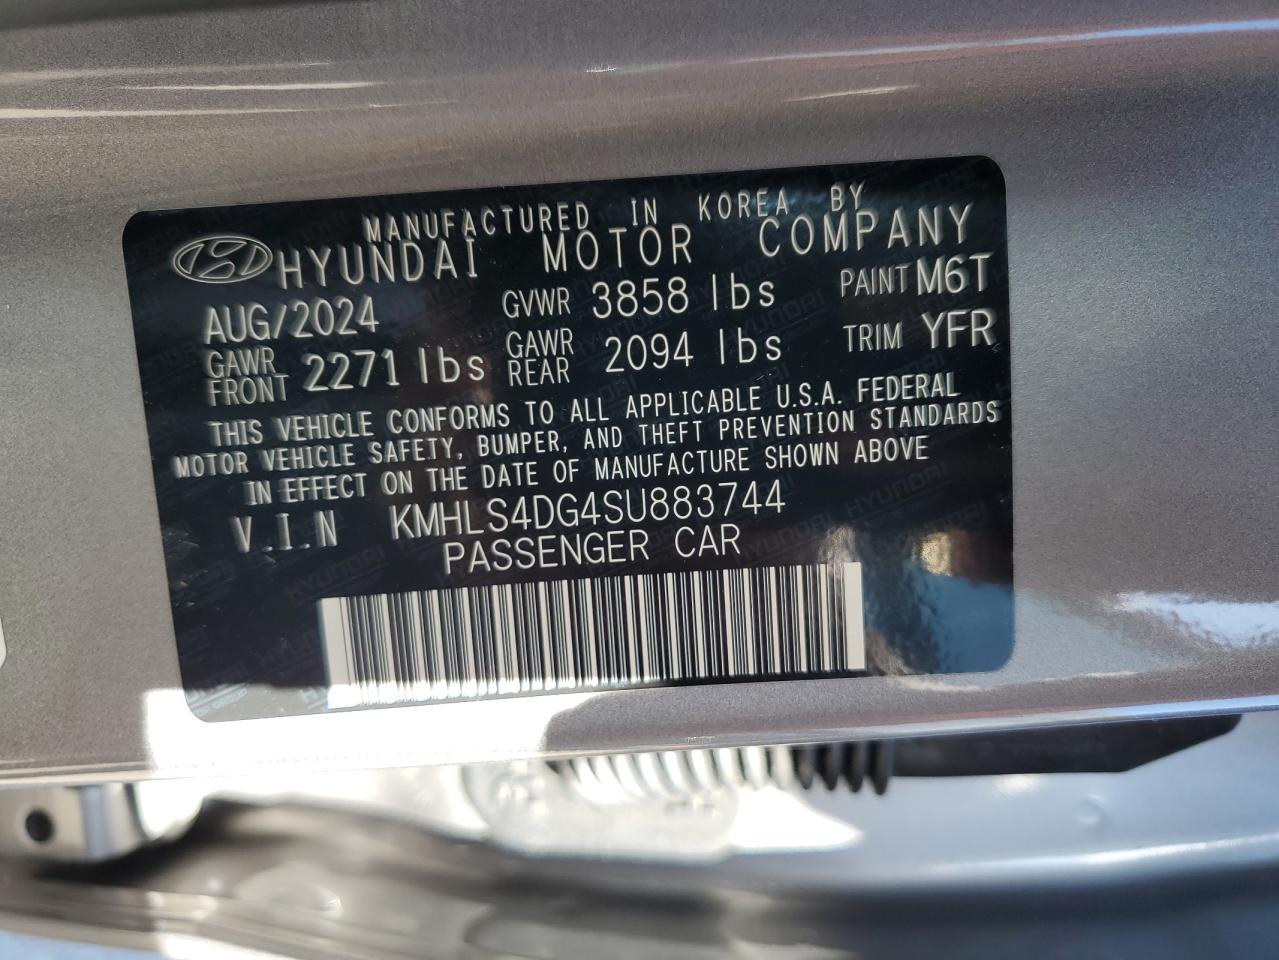 MANUFACTURED IN KOREA BY
HYUNDAI MOTOR COMPANY
AUG/2024 GVWR 3858 lbs PAINT M6T
GAWR FRONT 2271 lbs GAWR REAR 2094 lbs TRIM YFR
THIS VEHICLE CONFORMS TO ALL APPLICABLE U.S.A. FEDERAL
MOTOR VEHICLE SAFETY, BUMPER, AND THEFT PREVENTION STANDARDS
IN EFFECT ON THE DATE OF MANUFACTURE SHOWN ABOVE
V.I.N KMHLS4DG4SU883744
PASSENGER CAR